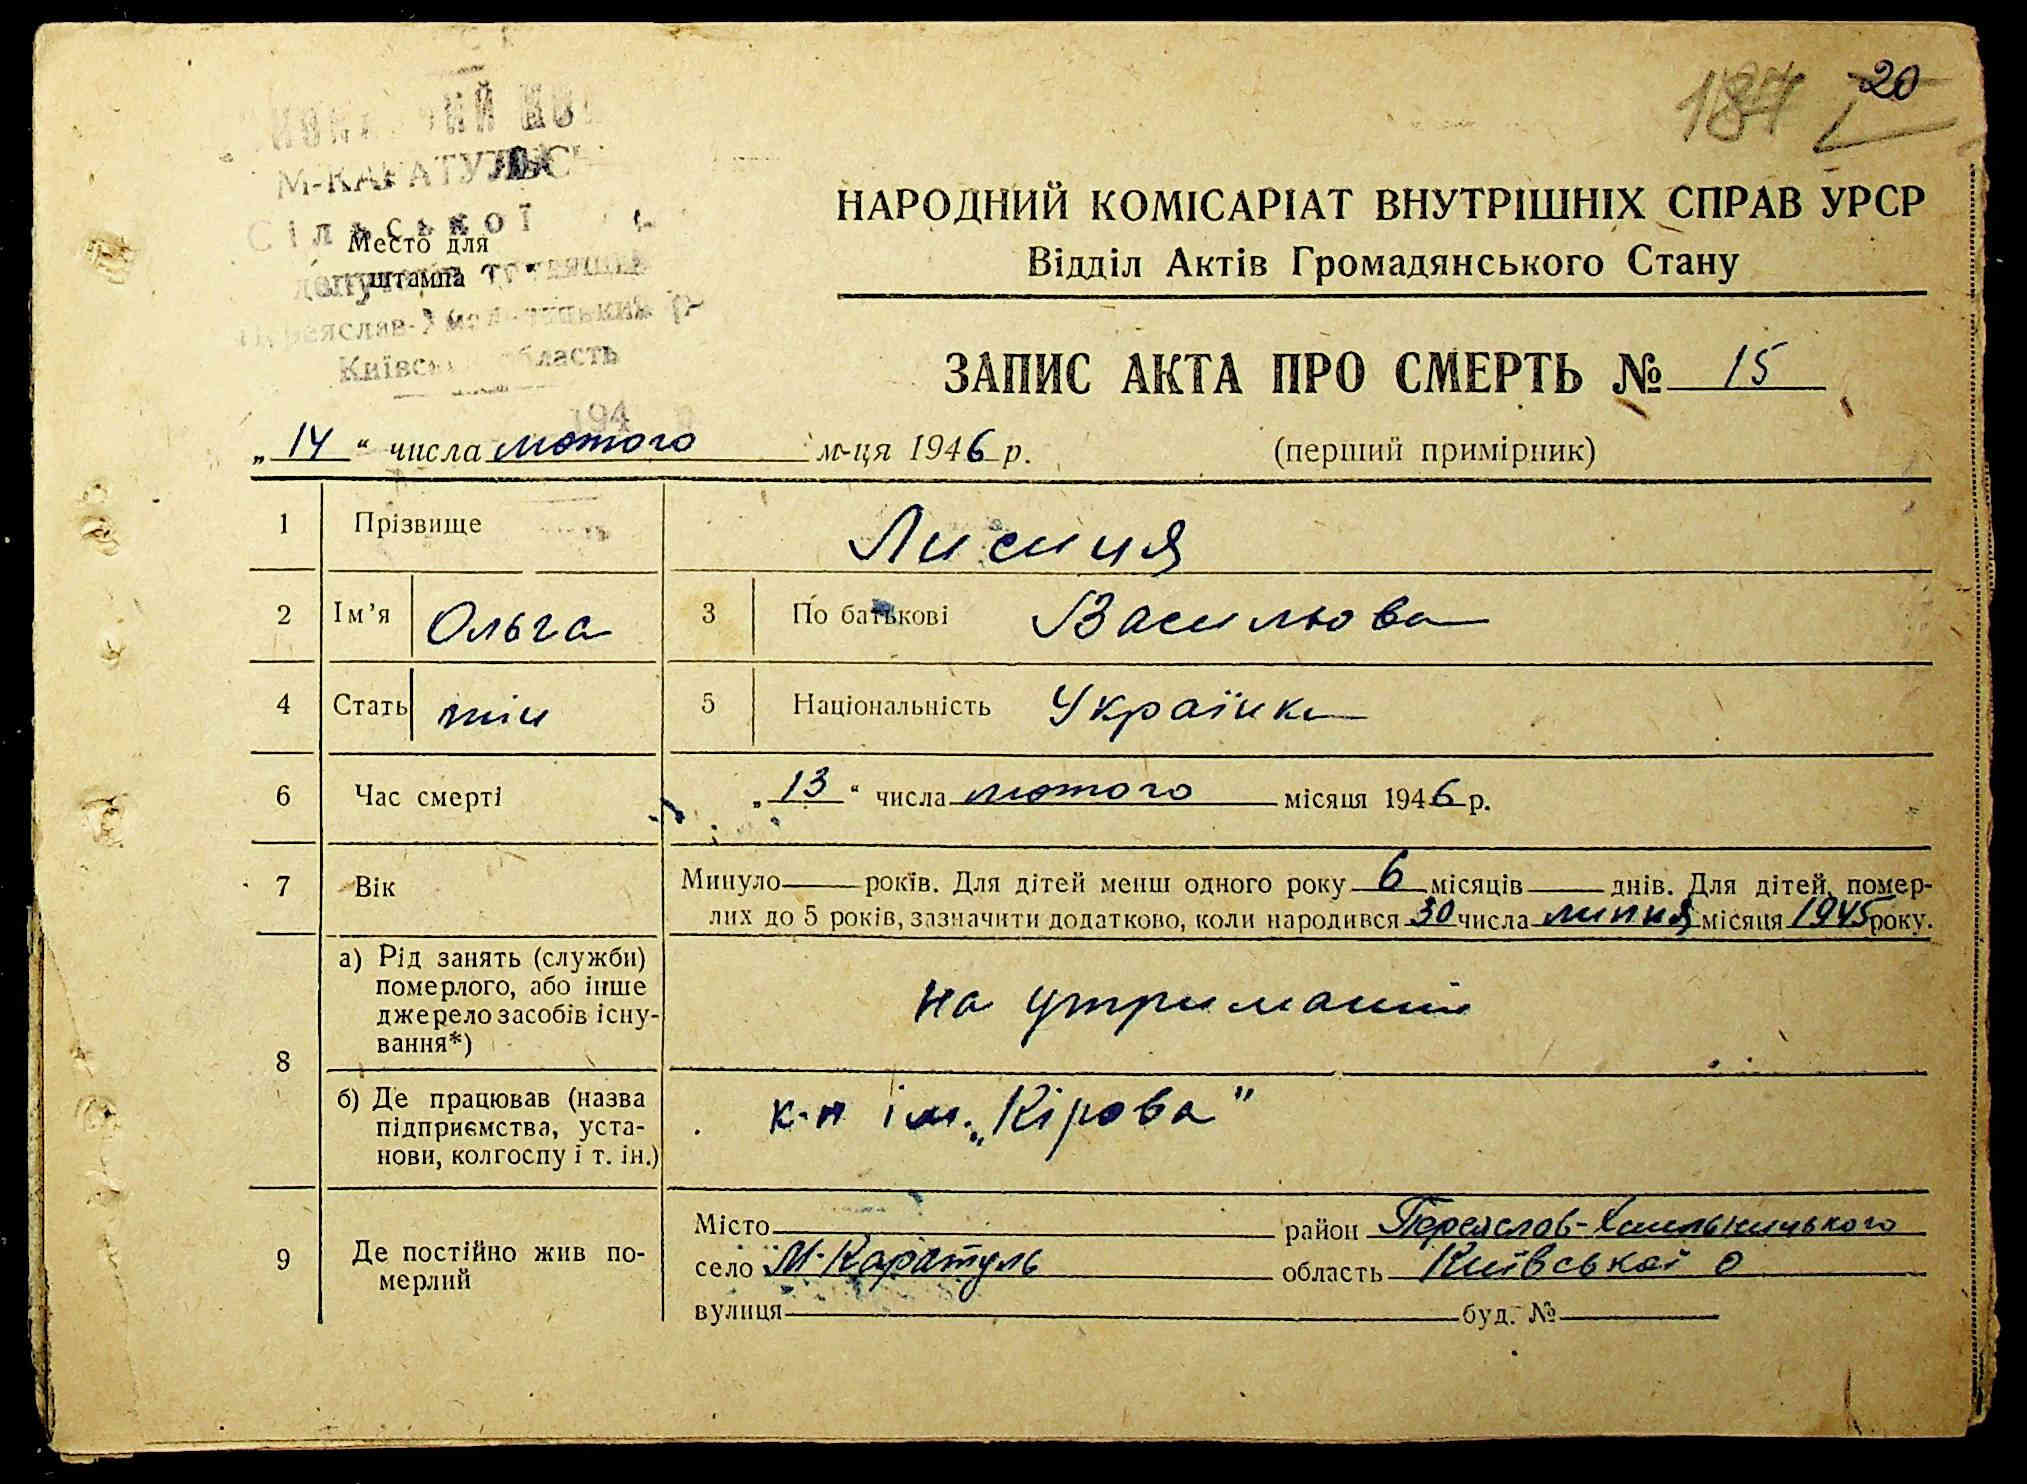 187 20
М-КАРАТУЛЬС
Сільської
Место для
штампа
Переяслав-Хмельницький р-
Київс область
194
НАРОДНИЙ КОМІСАРІАТ ВНУТРІШНІХ СПРАВ УРСР
Відділ Актів Громадянського Стану
ЗАПИС АКТА ПРО СМЕРТЬ № 15
„14“ числа лютого м-ця 1946 р. (перший примірник)
1 Прізвище Лисиця
2 Ім’я Ольга 3 По батькові Васильова
4 Стать жін 5 Національність Українка
6 Час смерті „13“ числа лютого місяця 1946 р.
7 Вік Минуло — років. Для дітей менш одного року 6 місяців — днів. Для дітей, помер-
лих до 5 років, зазначити додатково, коли народився 30 числа липня місяця 1945 року.
8 а) Рід занять (служби)
померлого, або інше
джерело засобів існу-
вання*)
на утриманні
б) Де працював (назва
підприємства, уста-
нови, колгоспу і т. ін.)
к-п ім. „Кірова”
9 Де постійно жив по-
мерлий
Місто район Переяслав-Хмельницького
село М-Каратуль область Київської о
вулиця буд. №